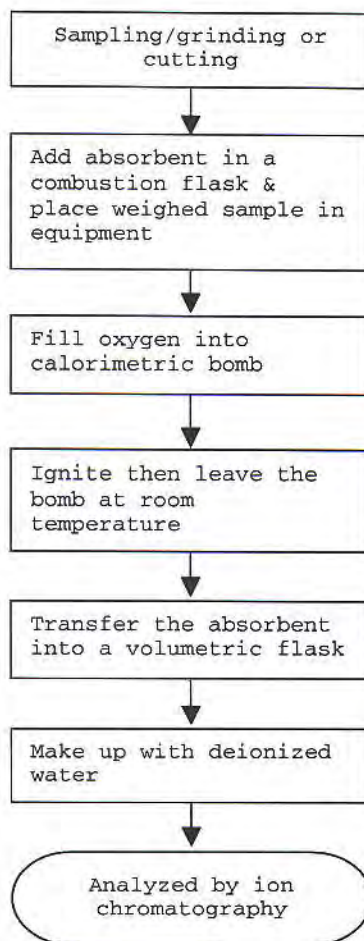 Sampling/grinding or
cutting
Add absorbent in a
combustion flask &
place weighed sample in
equipment
Fill oxygen into
calorimetric bomb
Ignite then leave the
bomb at room
temperature
Transfer the absorbent
into a volumetric flask
Make up with deionized
water
Analyzed by ion
chromatography